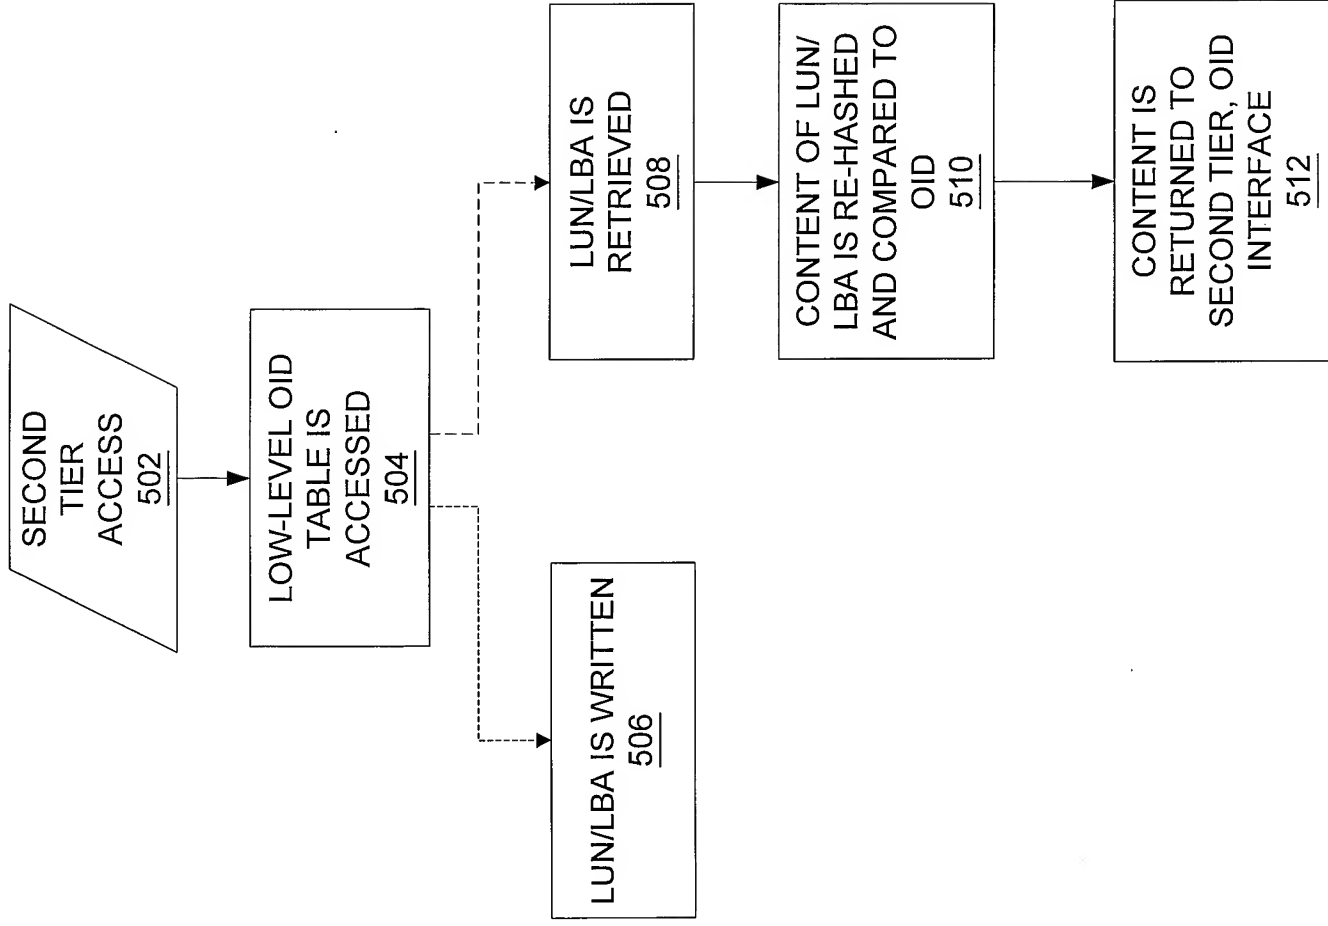 SECOND
TIER
ACCESS
502
LOW-LEVEL OID
TABLE IS
ACCESSED
504
LUN/LBA IS WRITTEN
506
LUN/LBA IS
RETRIEVED
508
CONTENT OF LUN/
LBA IS RE-HASHED
AND COMPARED TO
OID
510
CONTENT IS
RETURNED TO
SECOND TIER, OID
INTERFACE
512